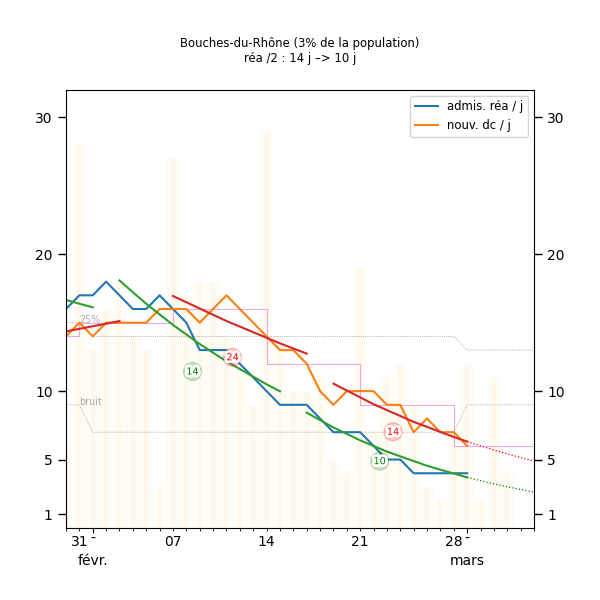 Bouches-du-Rhône (3% de la population)
réa /2 : 14 j –> 10 j
admis. réa / j
nouv. dc / j
30
30
20
20
25%
24
14
10
10
bruit
14
10
5
5
1
1
31 -
07
14
21
28 -
févr.
mars